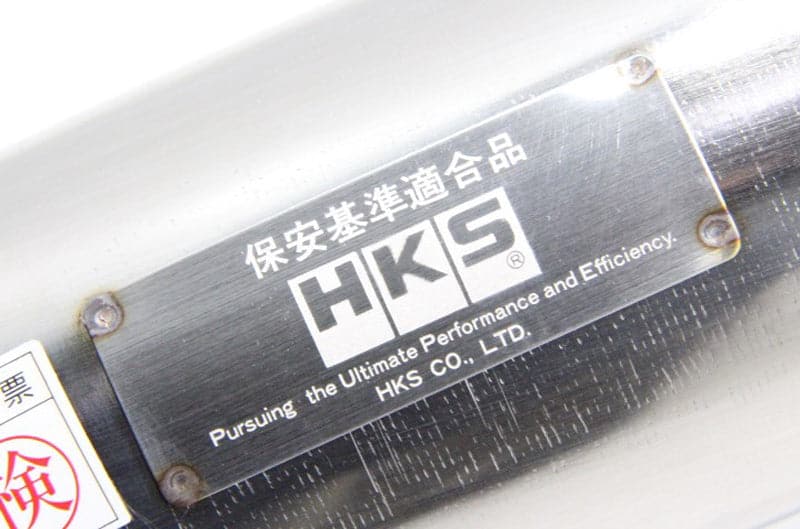 保安基準適合品
HKS®
Pursuing the Ultimate Performance and Efficiency.
HKS CO., LTD.
票
検